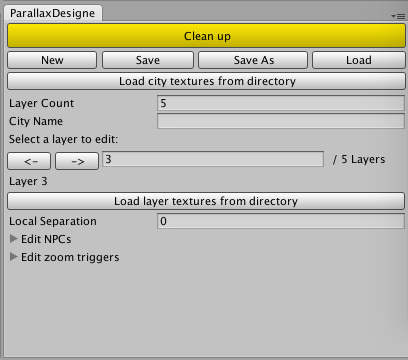 ParallaxDesigne
Clean up
New Save Save As Load
Load city textures from directory
Layer Count 5
City Name
Select a layer to edit:
<- -> 3 / 5 Layers
Layer 3
Load layer textures from directory
Local Separation 0
Edit NPCs
Edit zoom triggers